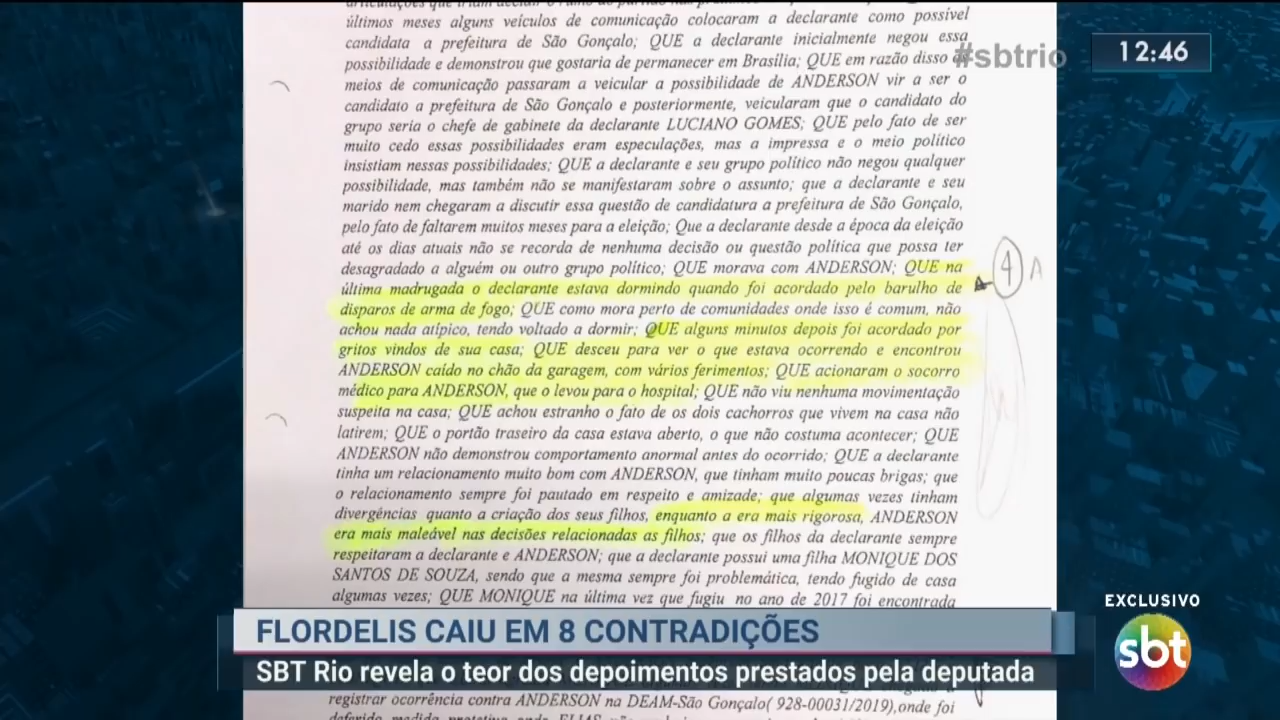 últimos meses alguns veículos de comunicação colocaram a declarante como possível
candidata a prefeitura de São Gonçalo; QUE a declarante inicialmente negou essa
possibilidade e demonstrou que gostaria de permanecer em Brasília; QUE em razão disso
meios de comunicação passaram a veicular a possibilidade de ANDERSON vir a ser o
candidato a prefeitura de São Gonçalo e posteriormente, veicularam que o candidato do
grupo seria o chefe de gabinete da declarante LUCIANO GOMES; QUE pelo fato de ser
muito cedo essas possibilidades eram especulações, mas a impressa e o meio político
insistiam nessas possibilidades; QUE a declarante e seu grupo político não negou qualquer
possibilidade, mas também não se manifestaram sobre o assunto; que a declarante e seu
marido nem chegaram a discutir essa questão de candidatura a prefeitura de São Gonçalo,
pelo fato de faltarem muitos meses para a eleição; Que a declarante desde a época da eleição
até os dias atuais não se recorda de nenhuma decisão ou questão política que possa ter
desagradado a alguém ou outro grupo político; QUE morava com ANDERSON; QUE na
última madrugada o declarante estava dormindo quando foi acordado pelo barulho de
disparos de arma de fogo; QUE como mora perto de comunidades onde isso é comum, não
achou nada atípico, tendo voltado a dormir; QUE alguns minutos depois foi acordado por
gritos vindos de sua casa; QUE desceu para ver o que estava ocorrendo e encontrou
ANDERSON caído no chão da garagem, com vários ferimentos; QUE acionaram o socorro
médico para ANDERSON, que o levou para o hospital; QUE não viu nenhuma movimentação
suspeita na casa; QUE achou estranho o fato de os dois cachorros que vivem na casa não
latirem; QUE o portão traseiro da casa estava aberto, o que não costuma acontecer; QUE
ANDERSON não demonstrou comportamento anormal antes do ocorrido; QUE a declarante
tinha um relacionamento muito bom com ANDERSON, que tinham muito poucas brigas; que
o relacionamento sempre foi pautado em respeito e amizade; que algumas vezes tinham
divergências quanto a criação dos seus filhos, enquanto a era mais rigorosa, ANDERSON
era mais maleável nas decisões relacionadas as filhos; que os filhos da declarante sempre
respeitaram a declarante e ANDERSON; que a declarante possui uma filha MONIQUE DOS
SANTOS DE SOUZA, sendo que a mesma sempre foi problemática, tendo fugido de casa
algumas vezes; QUE MONIQUE na última vez que fugiu no ano de 2017 foi encontrada
registrar ocorrência contra ANDERSON na DEAM-São Gonçalo( 928-00031/2019),onde foi
4 A
#sbtrio
12:46
FLORDELIS CAIU EM 8 CONTRADIÇÕES
SBT Rio revela o teor dos depoimentos prestados pela deputada
EXCLUSIVO
sbt